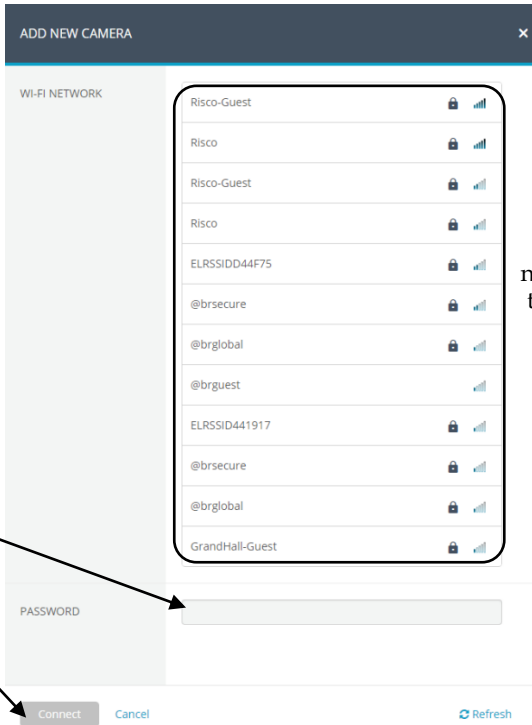 ADD NEW CAMERA ×
WI-FI NETWORK
Risco-Guest
Risco
Risco-Guest
Risco
ELRSSIDD44F75
@brsecure
@brglobal
@brguest
ELRSSID441917
@brsecure
@brglobal
GrandHall-Guest
PASSWORD
Connect Cancel Refresh